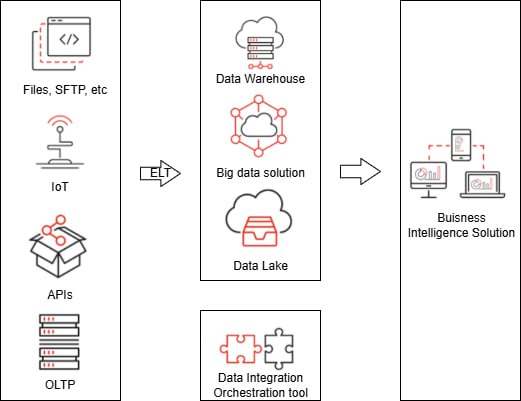 Files, SFTP, etc
IoT
APIs
OLTP
ELT
Data Warehouse
Big data solution
Data Lake
Data Integration
Orchestration tool
Buisness
Intelligence Solution